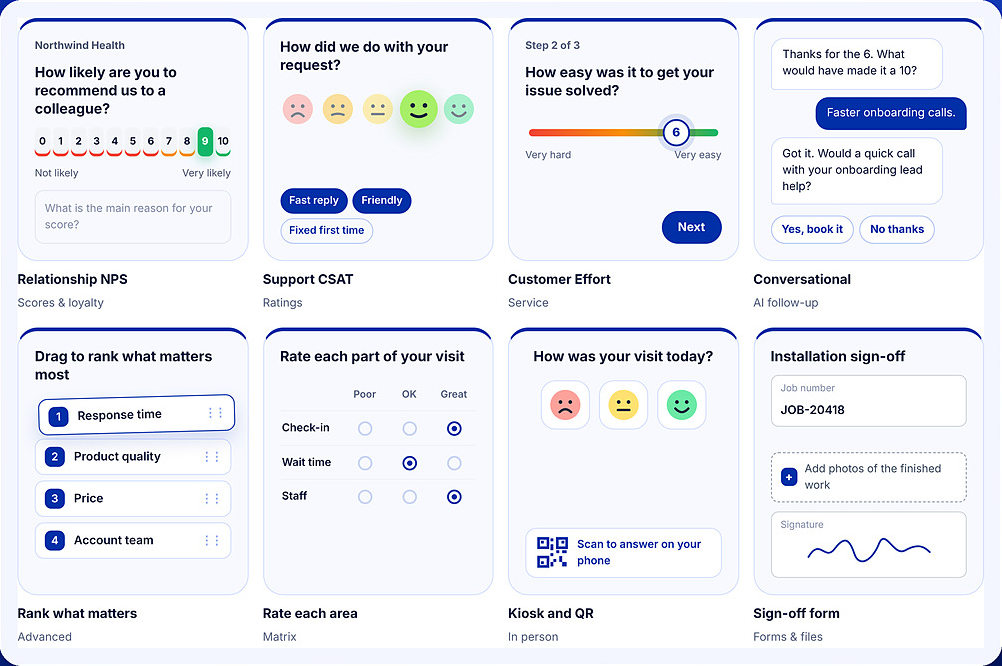 Northwind Health
How likely are you to
recommend us to a
colleague?
0 1 2 3 4 5 6 7 8 9 10
Not likely Very likely
What is the main reason for your
score?
Relationship NPS
Scores & loyalty
How did we do with your
request?
Fast reply Friendly
Fixed first time
Support CSAT
Ratings
Step 2 of 3
How easy was it to get your
issue solved?
6
Very hard Very easy
Next
Customer Effort
Service
Thanks for the 6. What
would have made it a 10?
Faster onboarding calls.
Got it. Would a quick call
with your onboarding lead
help?
Yes, book it No thanks
Conversational
AI follow-up
Drag to rank what matters
most
1 Response time
2 Product quality
3 Price
4 Account team
Rank what matters
Advanced
Rate each part of your visit
Poor OK Great
Check-in
Wait time
Staff
Rate each area
Matrix
How was your visit today?
Scan to answer on your
phone
Kiosk and QR
In person
Installation sign-off
Job number
JOB-20418
+ Add photos of the finished
work
Signature
Sign-off form
Forms & files